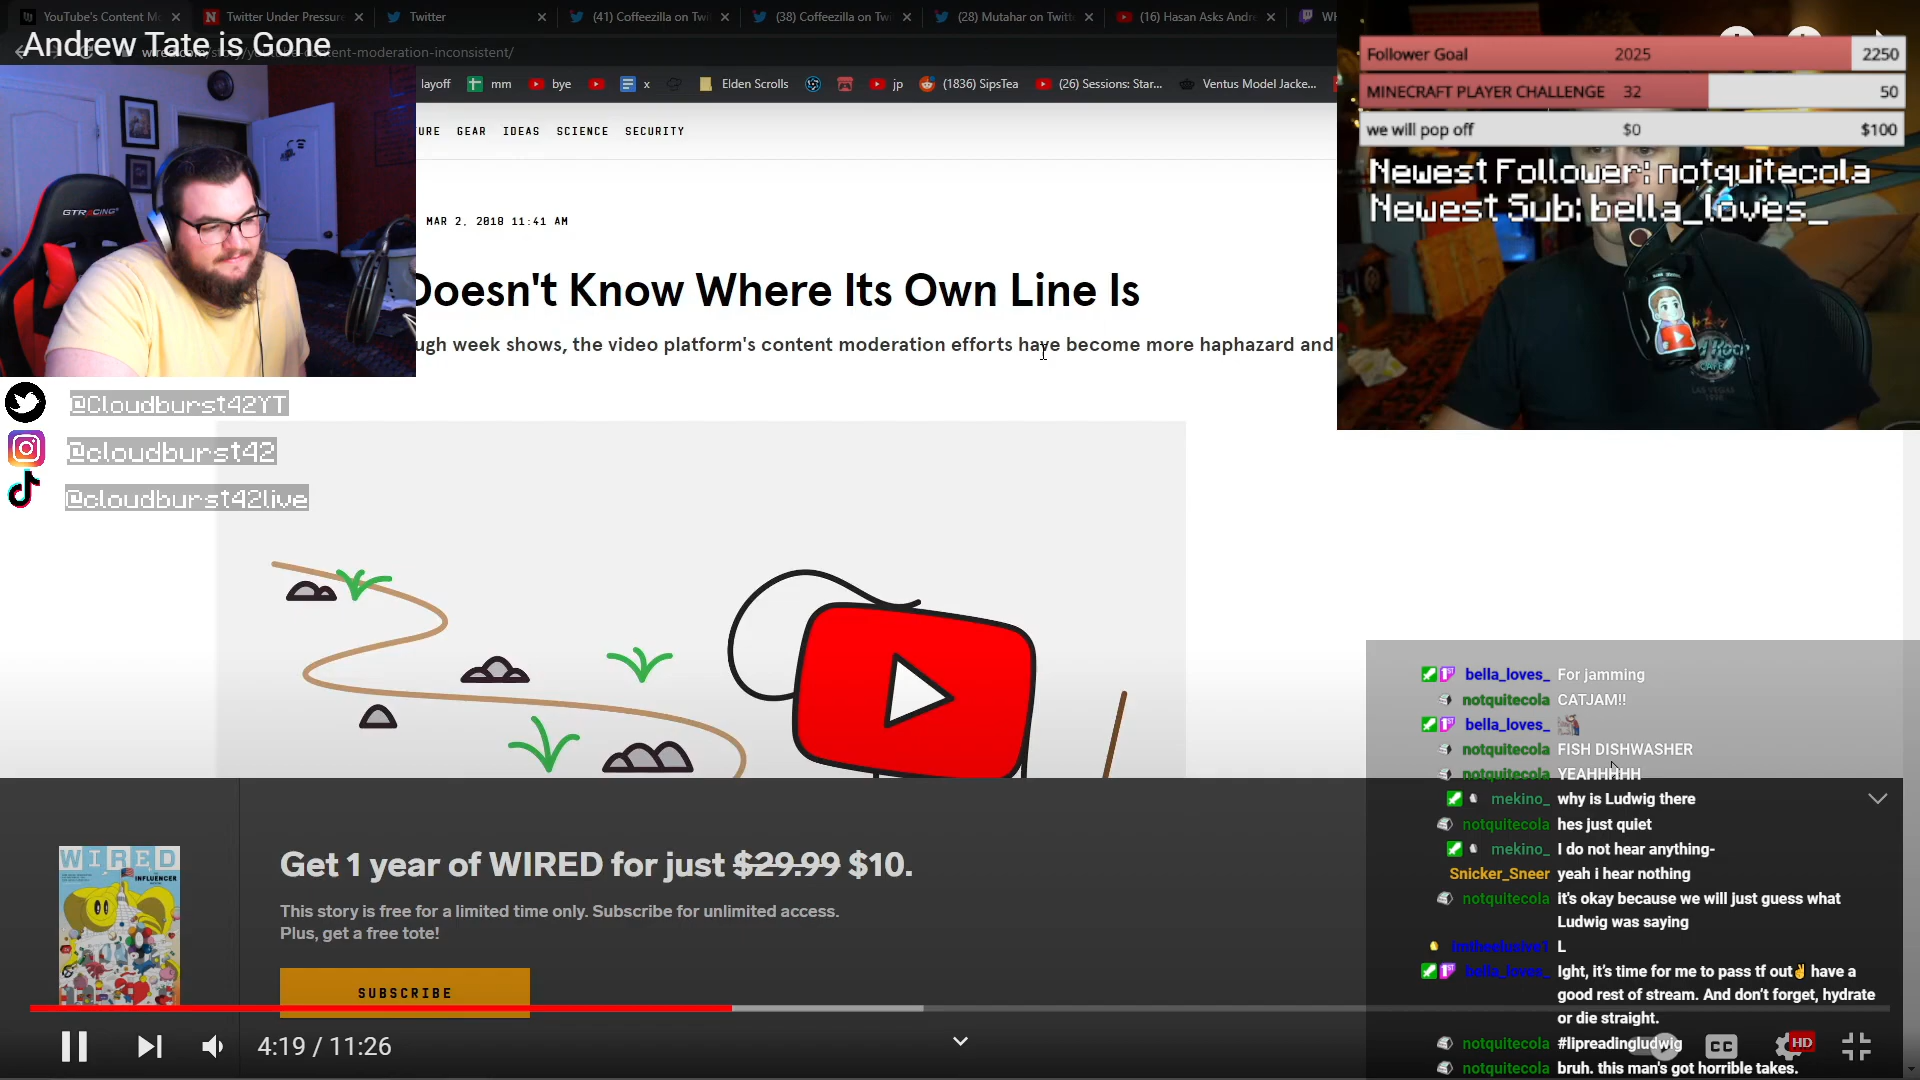 YouTube's Content Mo
Twitter Under Pressure
Twitter
(41) Coffeezilla on Twi
(38) Coffeezilla on Twi
(28) Mutahar on Twitt
(16) Hasan Asks Andre
Andrew Tate is Gone
layoff
mm
bye
x
Elden Scrolls
jp
(1836) SipsTea
(26) Sessions: Star...
Ventus Model Jacke...
Follower Goal 2025 2250
MINECRAFT PLAYER CHALLENGE 32 50
we will pop off $0 $100
Newest Follower: notquitecola
Newest Sub: bella_loves_
URE GEAR IDEAS SCIENCE SECURITY
MAR 2, 2018 11:41 AM
GTRACING
Doesn't Know Where Its Own Line Is
ugh week shows, the video platform's content moderation efforts have become more haphazard and
@Cloudburst42YT
@cloudburst42
@cloudburst42live
bella_loves_ For jamming
notquitecola CATJAM!!
bella_loves_
notquitecola FISH DISHWASHER
notquitecola YEAHHHHH
mekino_ why is Ludwig there
notquitecola hes just quiet
mekino_ I do not hear anything-
Snicker_Sneer yeah i hear nothing
notquitecola it's okay because we will just guess what
Ludwig was saying
L
bella_loves_ Ight, it's time for me to pass tf out✌ have a
good rest of stream. And don't forget, hydrate
or die straight.
notquitecola #lipreadingludwig
notquitecola bruh. this man's got horrible takes.
WIRED
Get 1 year of WIRED for just $29.99 $10.
This story is free for a limited time only. Subscribe for unlimited access.
Plus, get a free tote!
SUBSCRIBE
4:19 / 11:26
CC
HD